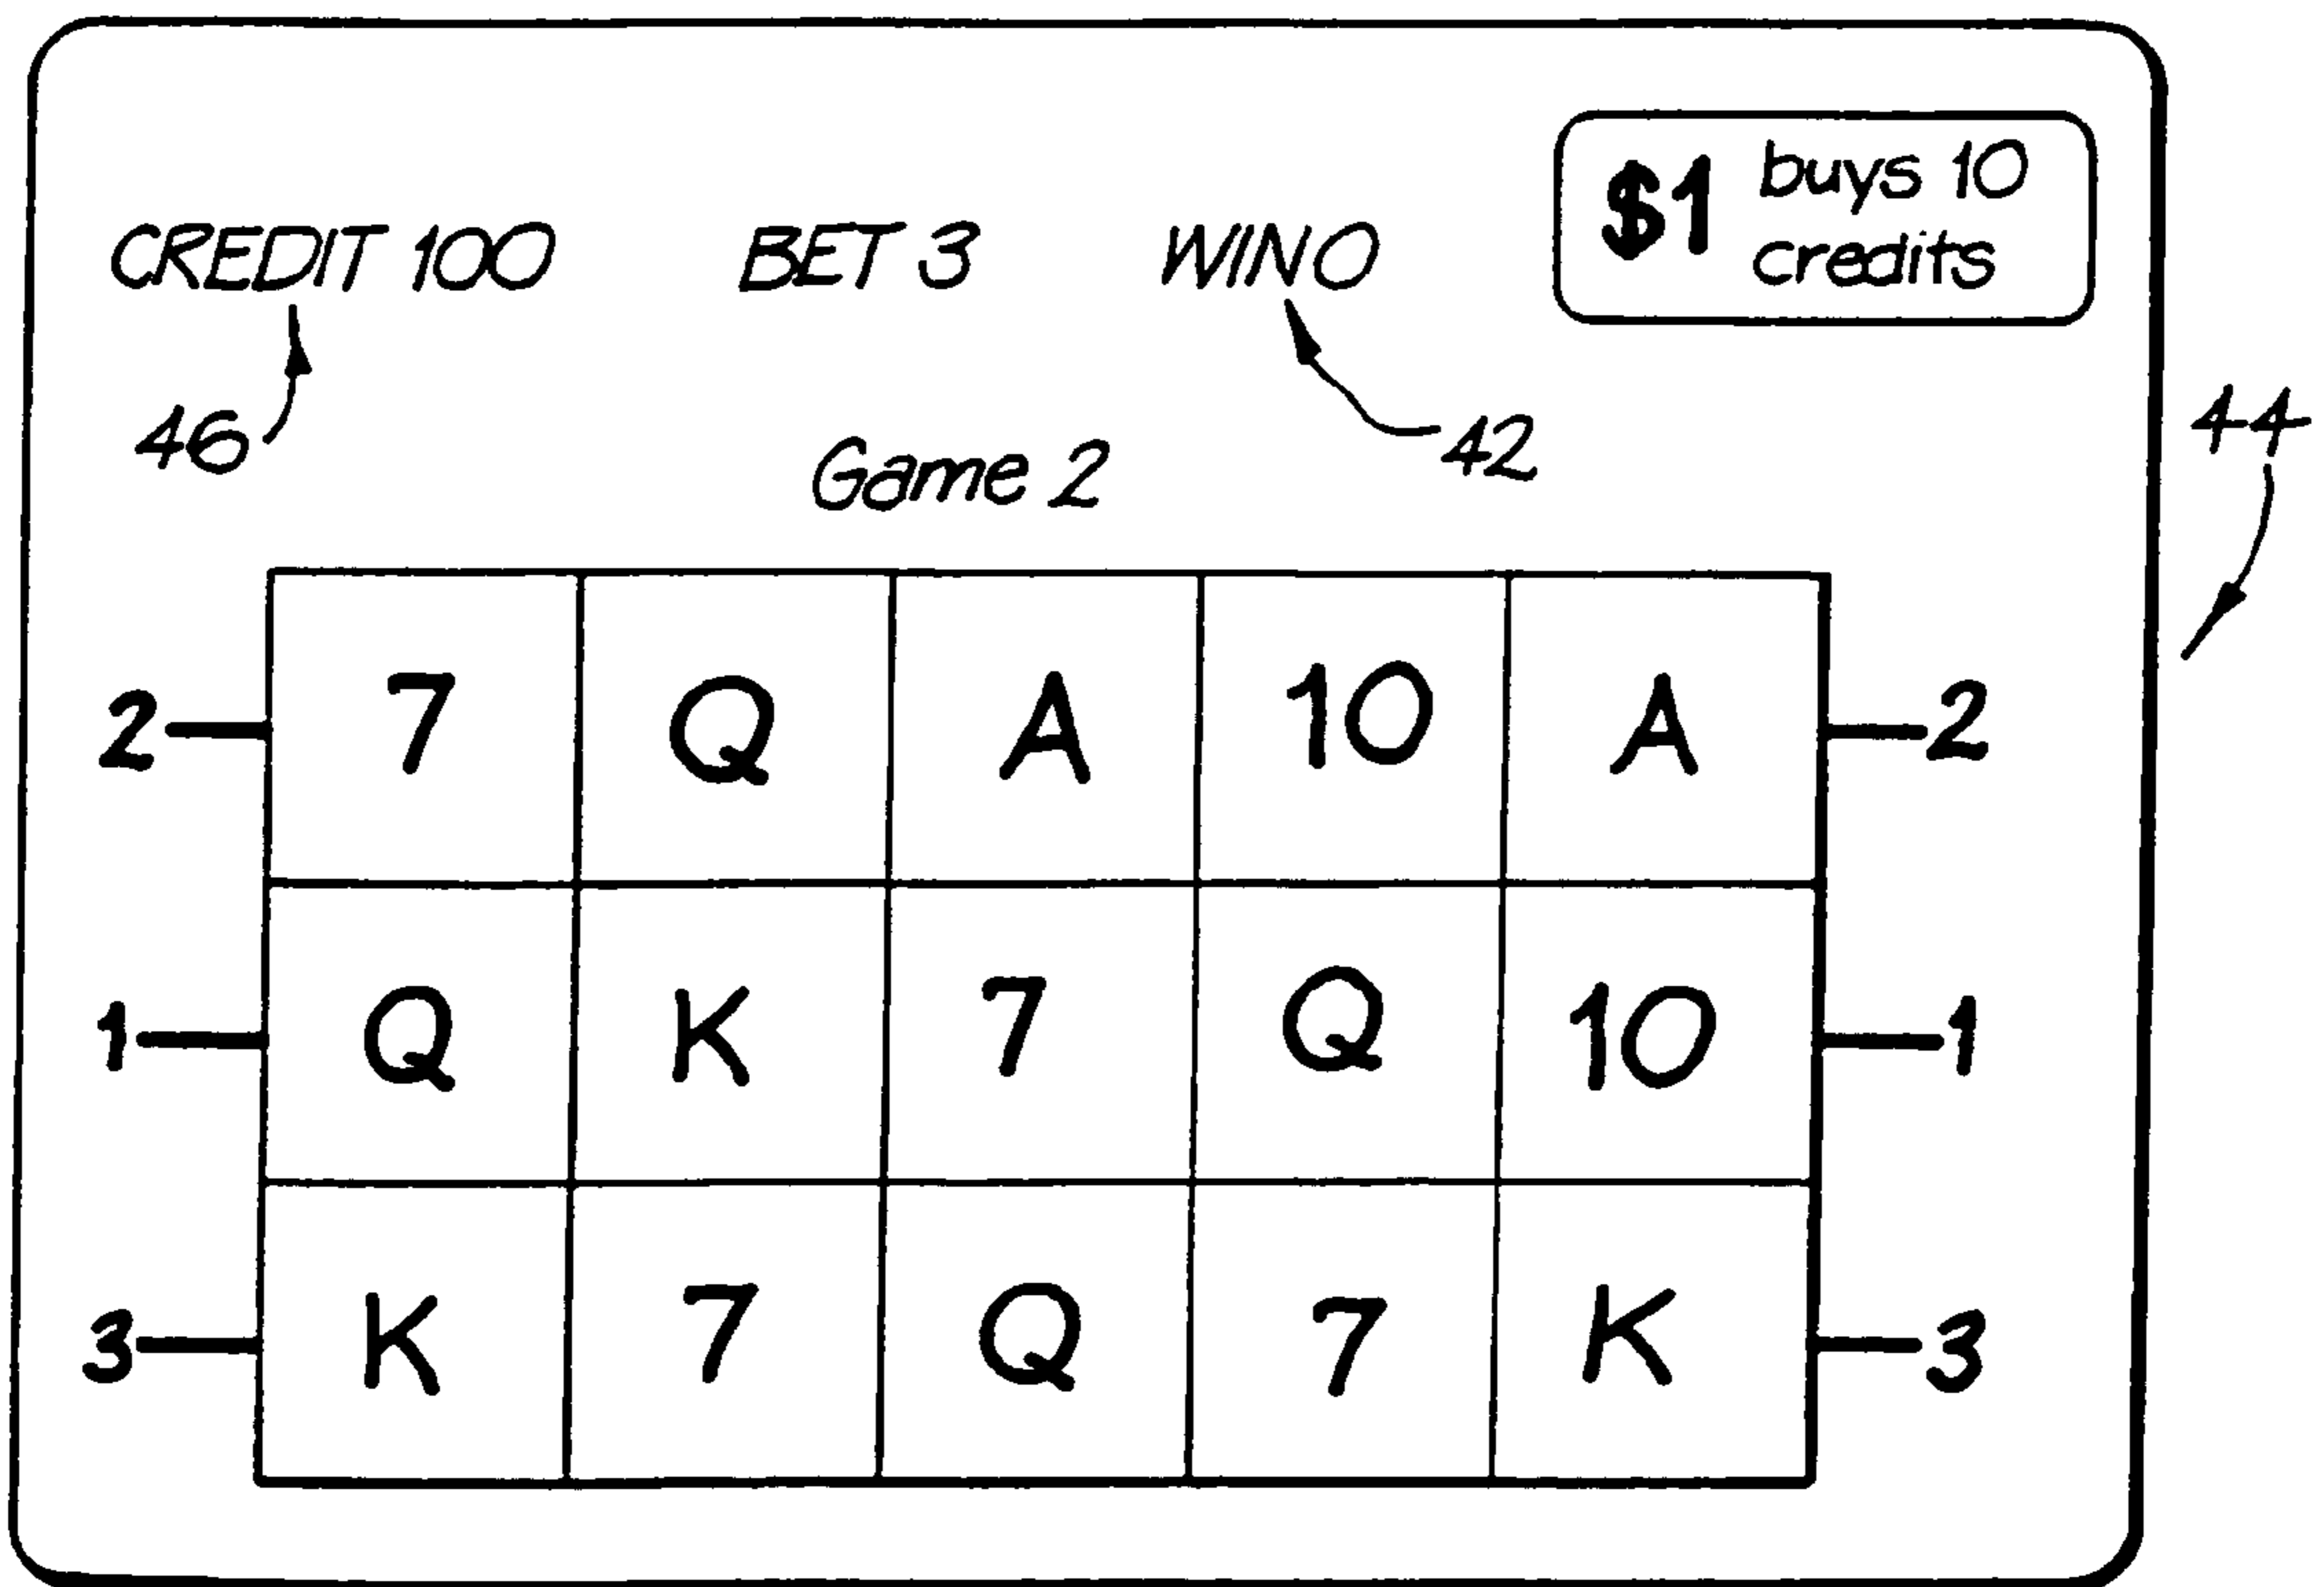 $1 buys 10
credits
CREDIT 100 BET 3 WIN 0
46 42 44
Game 2
2 7 Q A 10 A 2
1 Q K 7 Q 10 1
3 K 7 Q 7 K 3